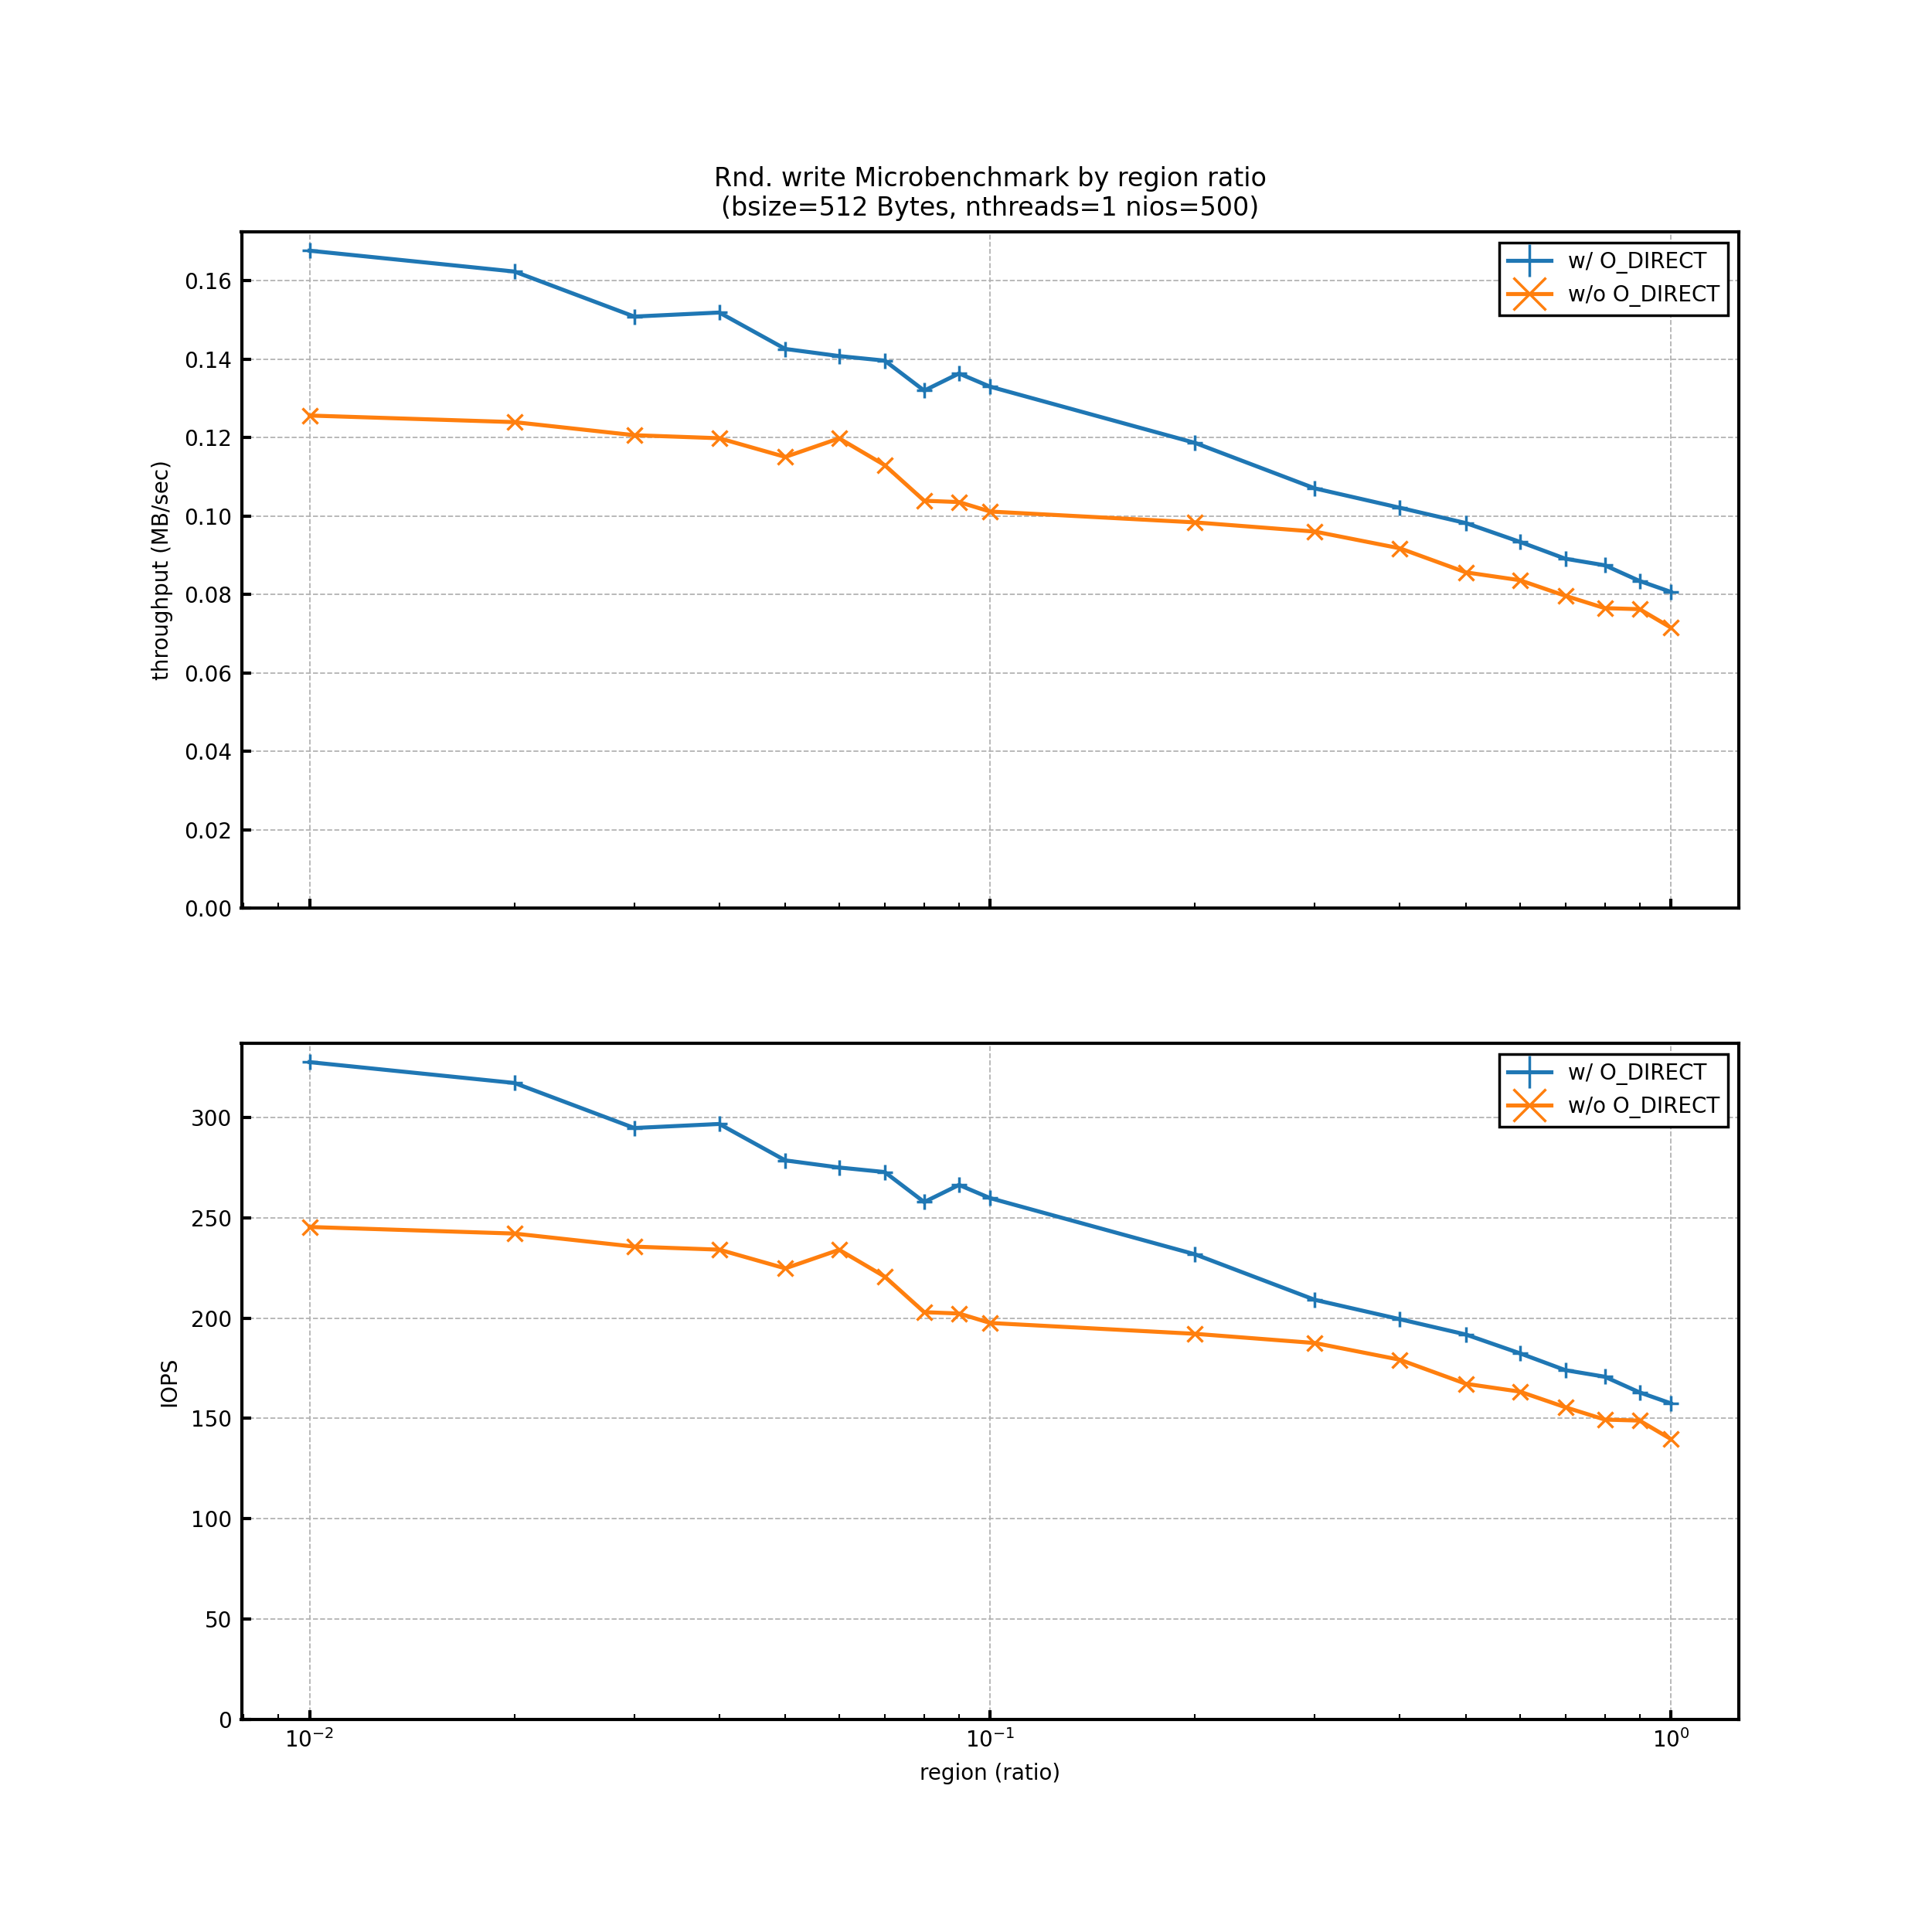 Rnd. write Microbenchmark by region ratio
(bsize=512 Bytes, nthreads=1 nios=500)
w/ O_DIRECT
w/o O_DIRECT
throughput (MB/sec)
0.16
0.14
0.12
0.10
0.08
0.06
0.04
0.02
0.00
w/ O_DIRECT
w/o O_DIRECT
IOPS
300
250
200
150
100
50
0
10⁻² 10⁻¹ 10⁰
region (ratio)